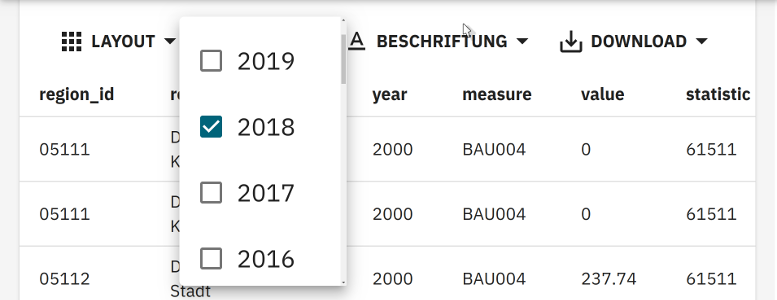 LAYOUT BESCHRIFTUNG DOWNLOAD
2019
2018
2017
2016
region_id year measure value statistic
05111 2000 BAU004 0 61511
05111 2000 BAU004 0 61511
05112 2000 BAU004 237.74 61511
Stadt